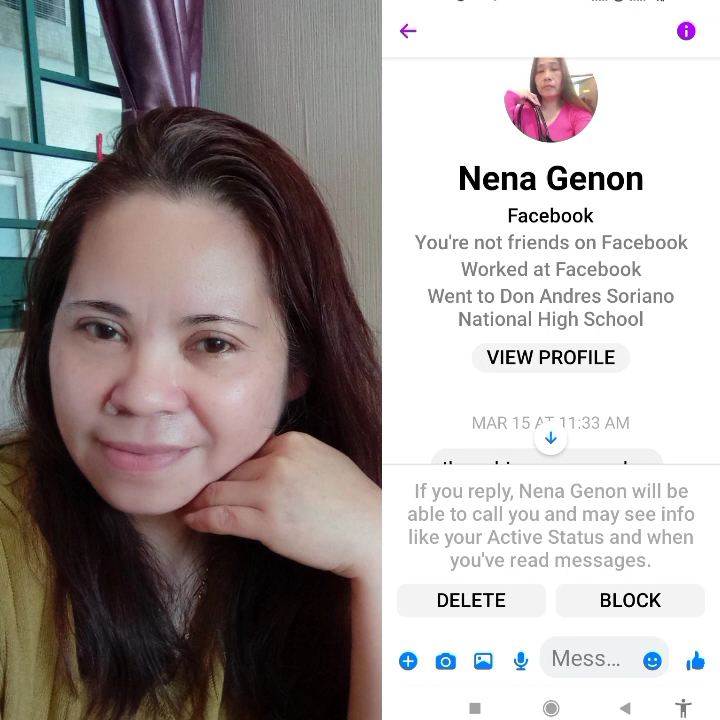 Nena Genon
Facebook
You're not friends on Facebook
Worked at Facebook
Went to Don Andres Soriano
National High School
VIEW PROFILE
MAR 15 AT 11:33 AM
If you reply, Nena Genon will be
able to call you and may see info
like your Active Status and when
you've read messages.
DELETE
BLOCK
Mess...